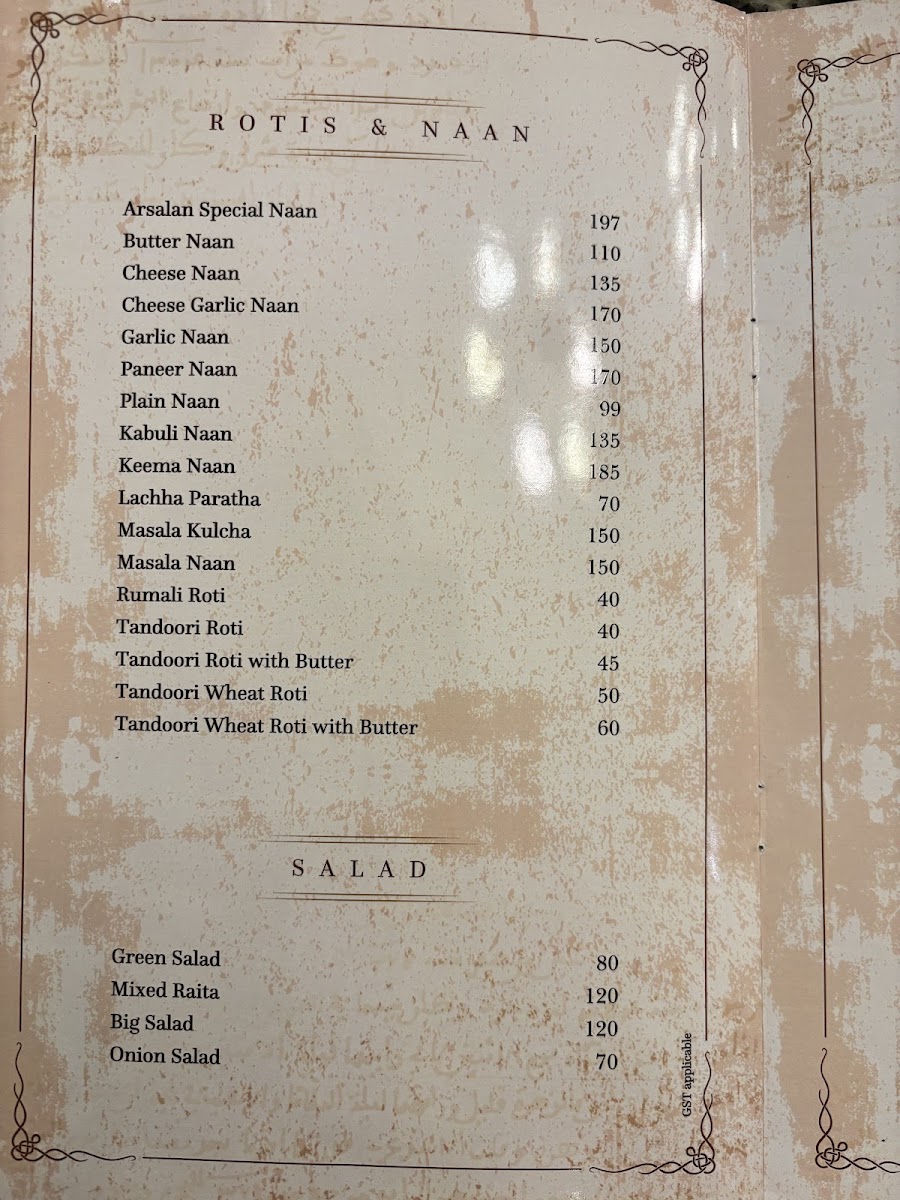 ROTIS & NAAN
Arsalan Special Naan 197
Butter Naan 110
Cheese Naan 135
Cheese Garlic Naan 170
Garlic Naan 150
Paneer Naan 170
Plain Naan 99
Kabuli Naan 135
Keema Naan 185
Lachha Paratha 70
Masala Kulcha 150
Masala Naan 150
Rumali Roti 40
Tandoori Roti 40
Tandoori Roti with Butter 45
Tandoori Wheat Roti 50
Tandoori Wheat Roti with Butter 60
SALAD
Green Salad 80
Mixed Raita 120
Big Salad 120
Onion Salad 70
GST applicable